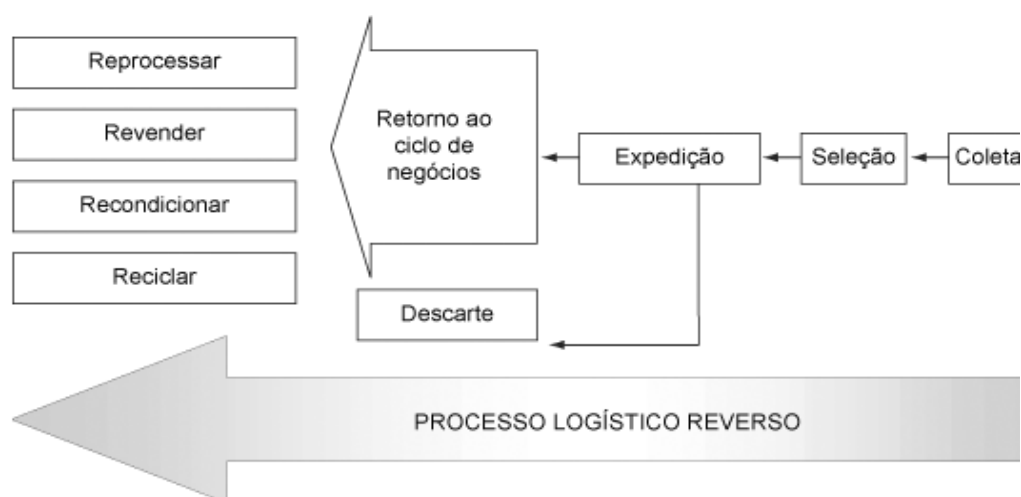 Reprocessar
Revender
Recondicionar
Reciclar
Retorno ao
ciclo de
negócios
Expedição
Seleção
Coleta
Descarte
PROCESSO LOGÍSTICO REVERSO